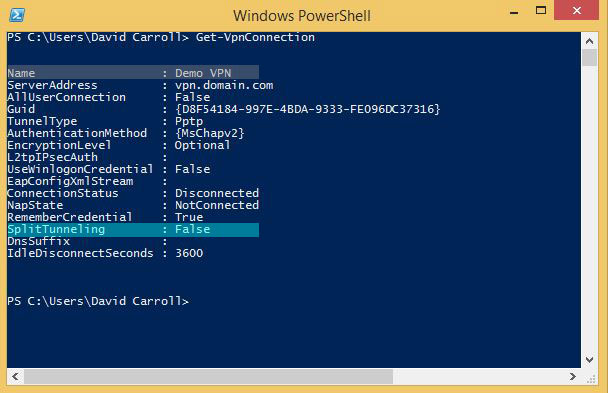 Windows PowerShell
PS C:\Users\David Carroll> Get-VpnConnection
Name                  : Demo VPN
ServerAddress         : vpn.domain.com
AllUserConnection     : False
Guid                  : {D8F54184-997E-4BDA-9333-FE096DC37316}
TunnelType            : Pptp
AuthenticationMethod  : {MsChapv2}
EncryptionLevel       : Optional
L2tpIPsecAuth         :
UseWinlogonCredential : False
EapConfigXmlStream    :
ConnectionStatus      : Disconnected
NapState              : NotConnected
RememberCredential    : True
SplitTunneling        : False
DnsSuffix             :
IdleDisconnectSeconds : 3600
PS C:\Users\David Carroll>